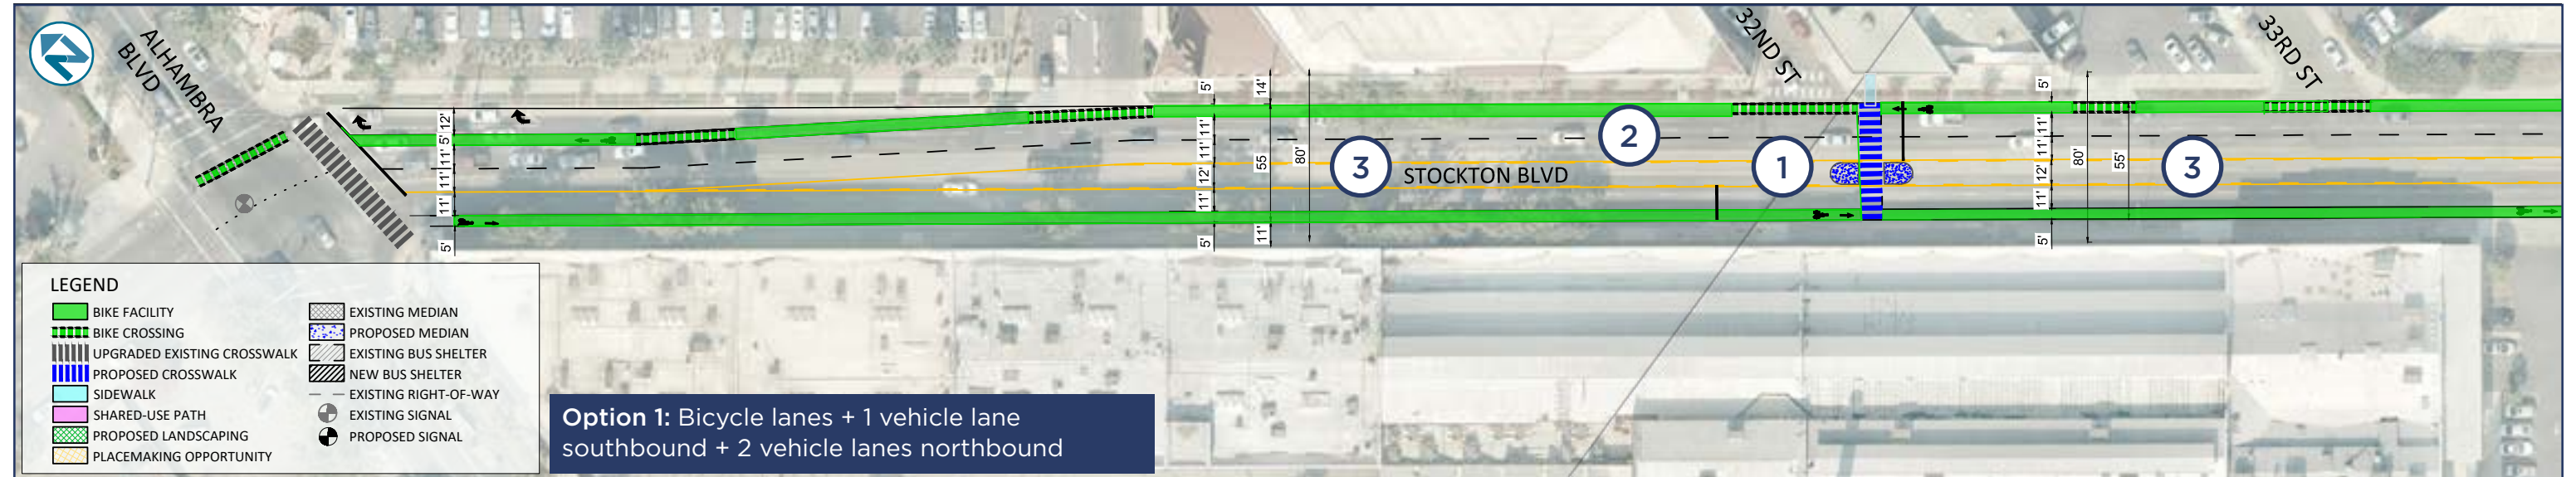 ALHAMBRA
BLVD
32ND ST
33RD ST
12'
5'
11'
11'
11'
5'
5'
11'
11'
12'
11'
5'
14'
55
11'
80'
3
2
1
3
STOCKTON BLVD
5'
11'
11'
12'
11'
5'
80'
55'
LEGEND
BIKE FACILITY
BIKE CROSSING
UPGRADED EXISTING CROSSWALK
PROPOSED CROSSWALK
SIDEWALK
SHARED-USE PATH
PROPOSED LANDSCAPING
PLACEMAKING OPPORTUNITY
EXISTING MEDIAN
PROPOSED MEDIAN
EXISTING BUS SHELTER
NEW BUS SHELTER
EXISTING RIGHT-OF-WAY
EXISTING SIGNAL
PROPOSED SIGNAL
Option 1: Bicycle lanes + 1 vehicle lane
southbound + 2 vehicle lanes northbound